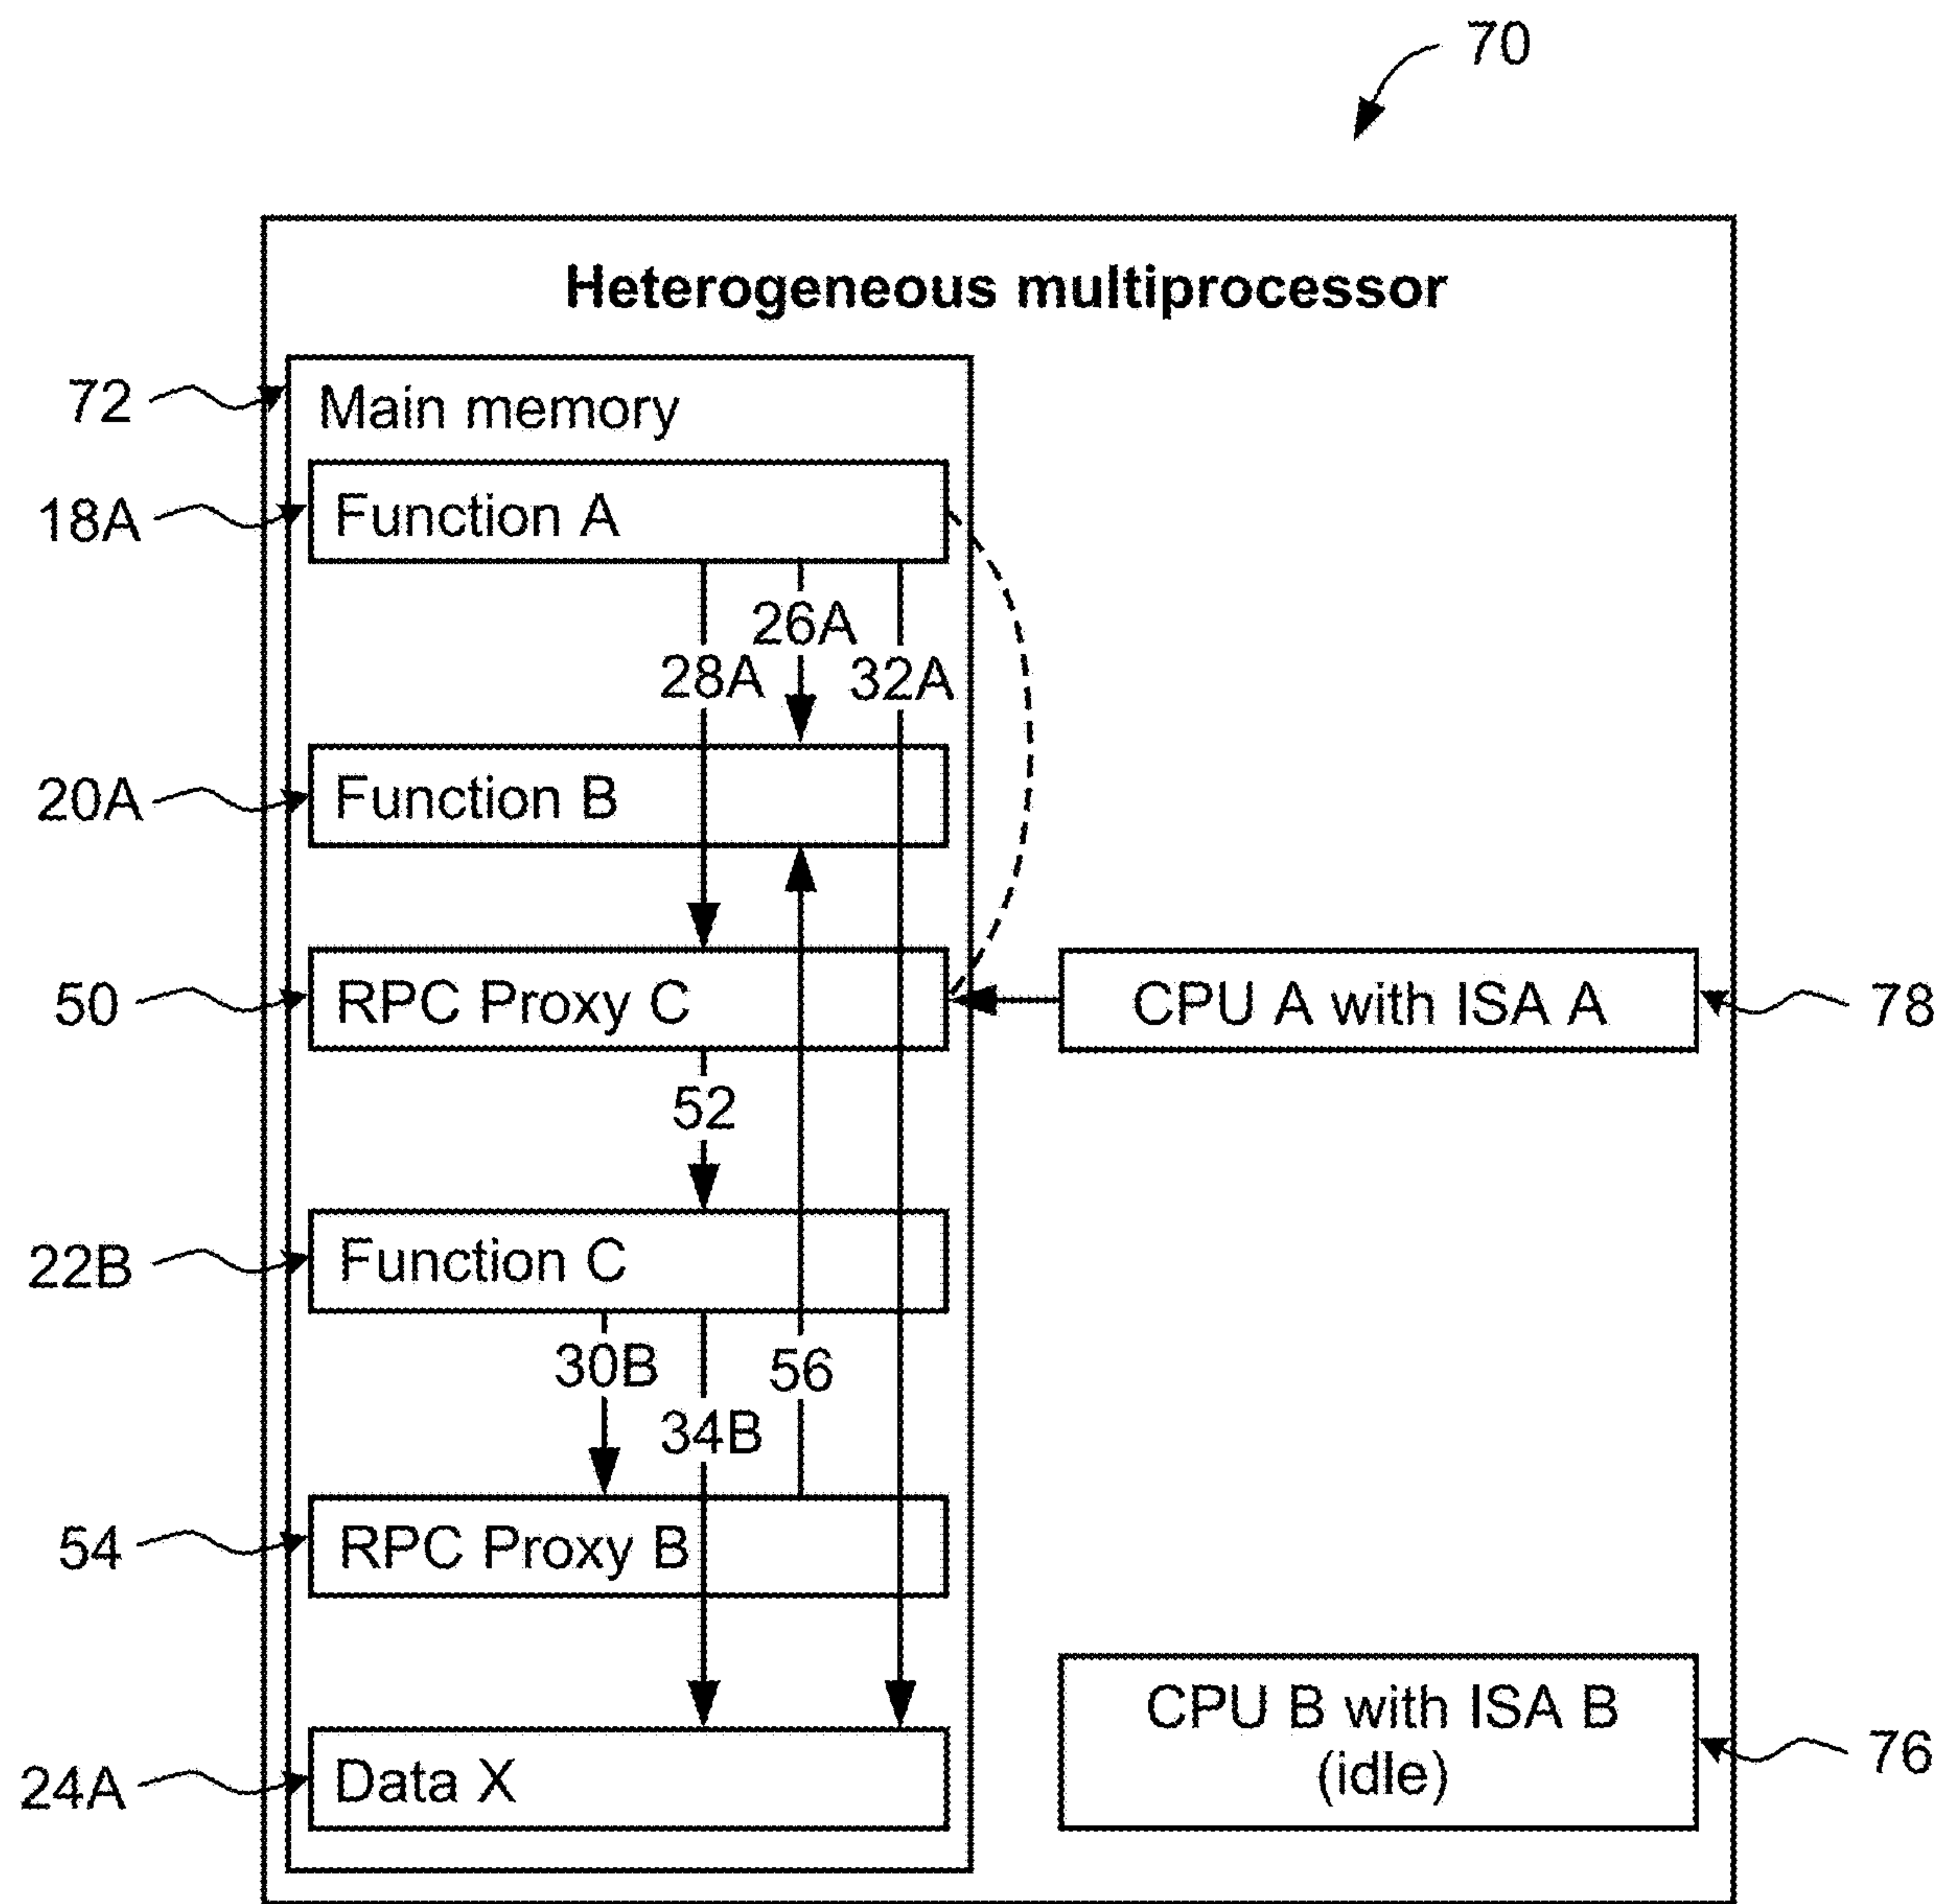 70
Heterogeneous multiprocessor
72
Main memory
18A
Function A
26A
28A
32A
20A
Function B
50
RPC Proxy C
CPU A with ISA A
78
52
22B
Function C
30B
56
34B
54
RPC Proxy B
CPU B with ISA B
(idle)
76
24A
Data X